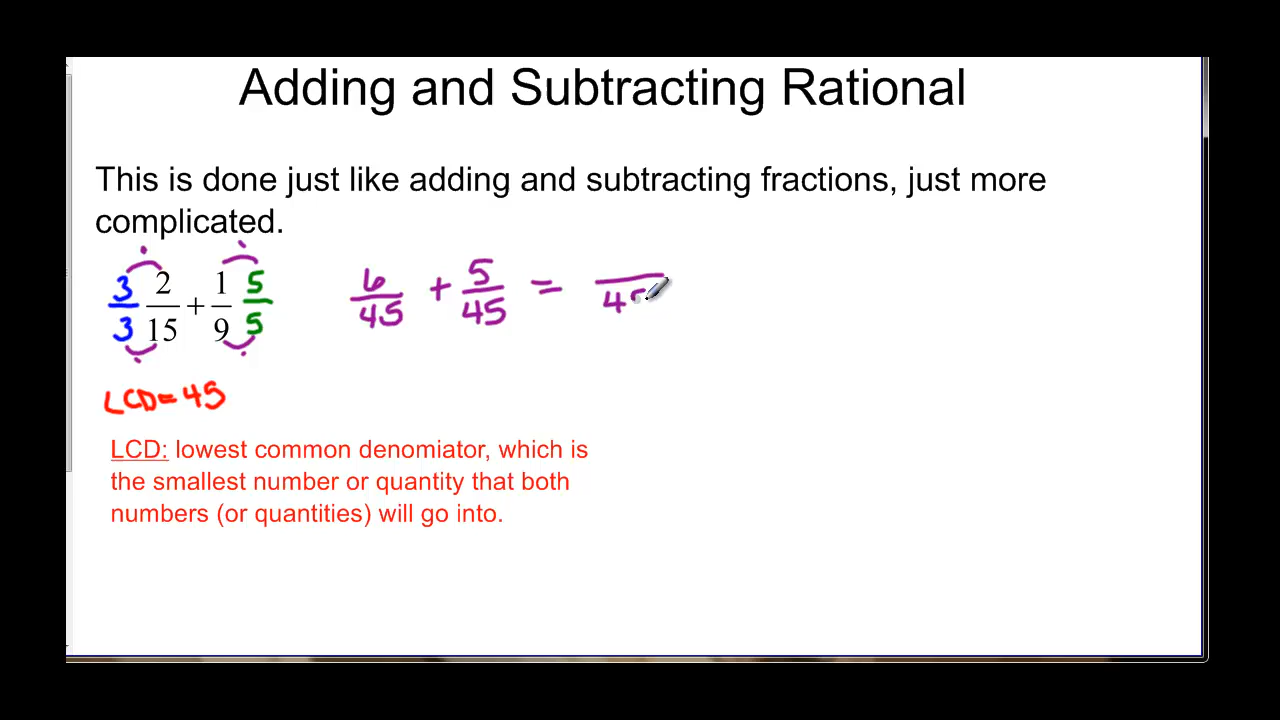 Adding and Subtracting Rational
This is done just like adding and subtracting fractions, just more
complicated.
3/3 2/15 + 1/9 5/5 6/45 + 5/45 = /45
LCD=45
LCD: lowest common denomiator, which is
the smallest number or quantity that both
numbers (or quantities) will go into.